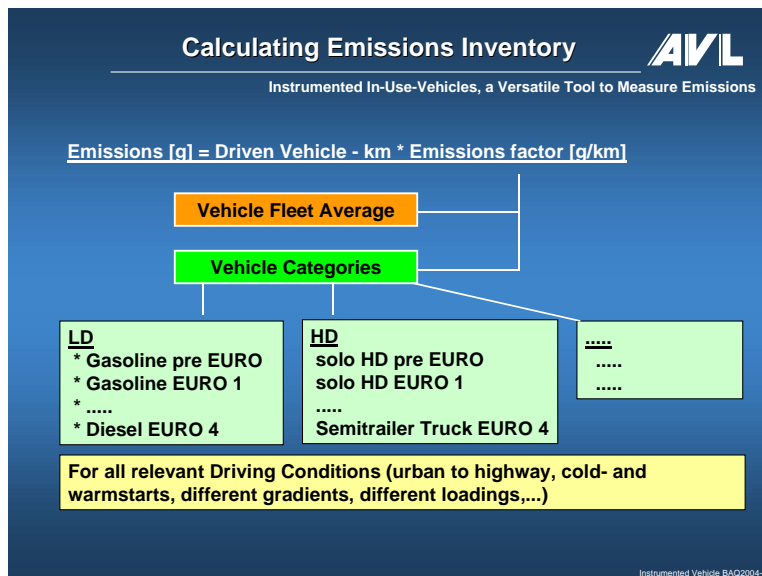 Calculating Emissions Inventory
AVL
Instrumented In-Use-Vehicles, a Versatile Tool to Measure Emissions
Emissions [g] = Driven Vehicle - km * Emissions factor [g/km]
Vehicle Fleet Average
Vehicle Categories
LD
* Gasoline pre EURO
* Gasoline EURO 1
* .....
* Diesel EURO 4
HD
solo HD pre EURO
solo HD EURO 1
.....
Semitrailer Truck EURO 4
.....
.....
.....
For all relevant Driving Conditions (urban to highway, cold- and
warmstarts, different gradients, different loadings,...)
Instrumented Vehicle BAQ2004-